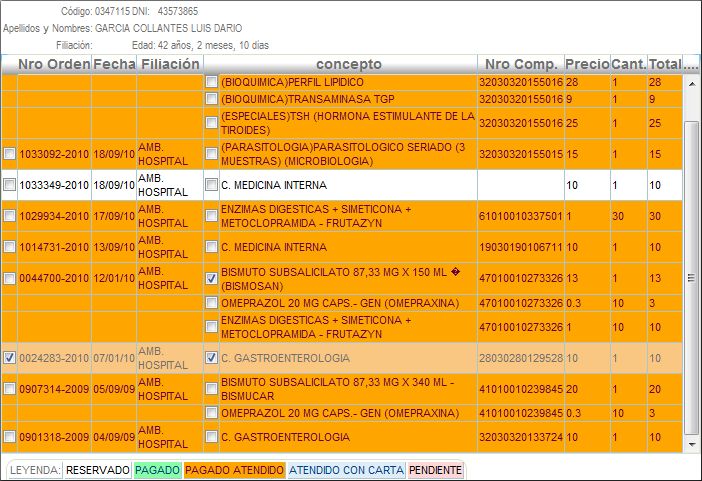 Código: 0347115 DNI: 43573865
Apellidos y Nombres: GARCIA COLLANTES LUIS DARIO
Filiación: Edad: 42 años, 2 meses, 10 días
Nro Orden Fecha Filiación concepto Nro Comp. Precio Cant. Total ....
(BIOQUIMICA)PERFIL LIPIDICO 32030320155016 28 1 28
(BIOQUIMICA)TRANSAMINASA TGP 32030320155016 9 1 9
(ESPECIALES)TSH (HORMONA ESTIMULANTE DE LA
TIROIDES) 32030320155016 25 1 25
1033092-2010 18/09/10 AMB. HOSPITAL (PARASITOLOGIA)PARASITOLOGICO SERIADO (3
MUESTRAS) (MICROBIOLOGIA) 32030320155015 15 1 15
1033349-2010 18/09/10 AMB. HOSPITAL C. MEDICINA INTERNA 10 1 10
1029934-2010 17/09/10 AMB. HOSPITAL ENZIMAS DIGESTICAS + SIMETICONA +
METOCLOPRAMIDA - FRUTAZYN 61010010337501 1 30 30
1014731-2010 13/09/10 AMB. HOSPITAL C. MEDICINA INTERNA 19030190106711 10 1 10
0044700-2010 12/01/10 AMB. HOSPITAL BISMUTO SUBSALICILATO 87,33 MG X 150 ML �
(BISMOSAN) 47010010273326 13 1 13
OMEPRAZOL 20 MG CAPS.- GEN (OMEPRAXINA) 47010010273326 0.3 10 3
ENZIMAS DIGESTICAS + SIMETICONA +
METOCLOPRAMIDA - FRUTAZYN 47010010273326 1 10 10
0024283-2010 07/01/10 AMB. HOSPITAL C. GASTROENTEROLOGIA 28030280129528 10 1 10
0907314-2009 05/09/09 AMB. HOSPITAL BISMUTO SUBSALICILATO 87,33 MG X 340 ML -
BISMUCAR 41010010239845 20 1 20
OMEPRAZOL 20 MG CAPS.- GEN (OMEPRAXINA) 41010010239845 0.3 10 3
0901318-2009 04/09/09 AMB. HOSPITAL C. GASTROENTEROLOGIA 32030320133724 10 1 10
LEYENDA: RESERVADO PAGADO PAGADO ATENDIDO ATENDIDO CON CARTA PENDIENTE